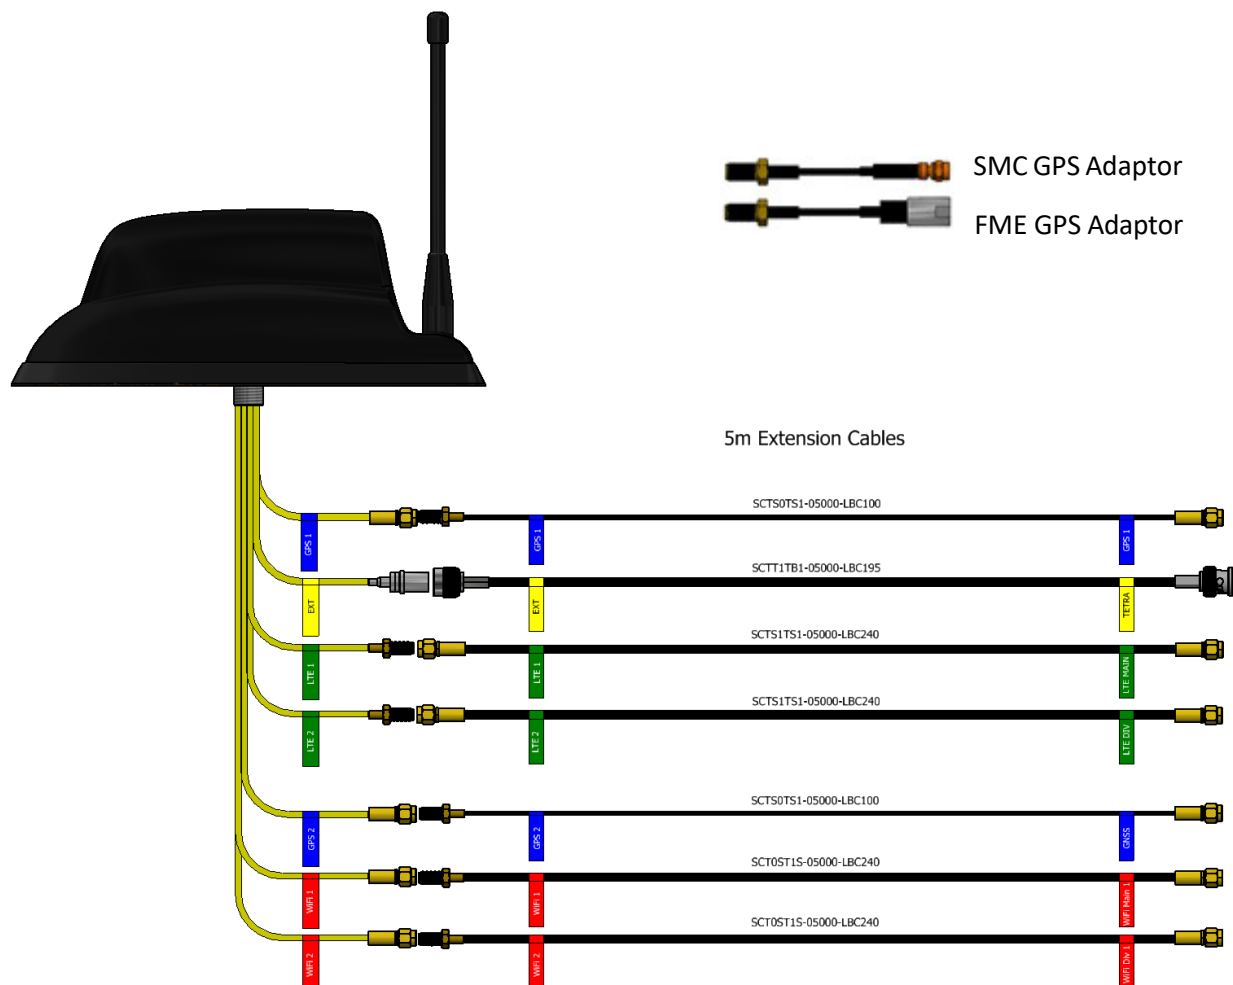 SMC GPS Adaptor
FME GPS Adaptor
5m Extension Cables
SCTS0TS1-05000-LBC100
GPS 1
GPS 1
GPS 1
SCTT1TB1-05000-LBC195
EXT
EXT
TETRA
SCTS1TS1-05000-LBC240
LTE 1
LTE 1
LTE MAIN
SCTS1TS1-05000-LBC240
LTE 2
LTE 2
LTE DIV
SCTS0TS1-05000-LBC100
GPS 2
GPS 2
GNSS
SCT0ST1S-05000-LBC240
WiFi 1
WiFi 1
WiFi Main 1
SCT0ST1S-05000-LBC240
WiFi 2
WiFi 2
WiFi Div 1